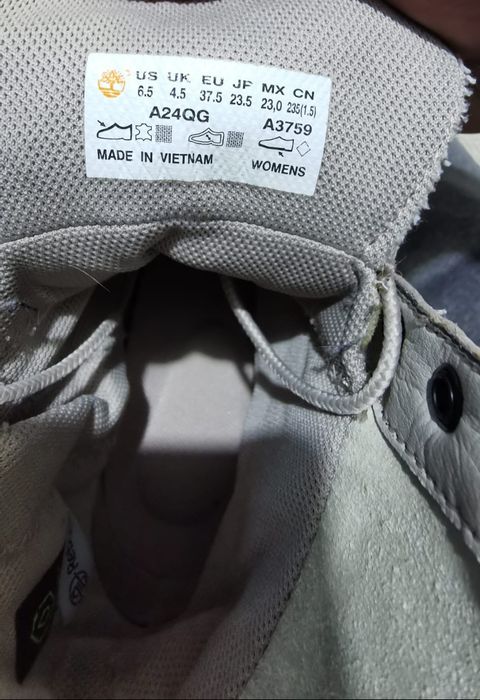 US UK EU JP MX CN
6.5 4.5 37.5 23.5 23,0 235(1.5)
A24QG
A3759
MADE IN VIETNAM
WOMENS